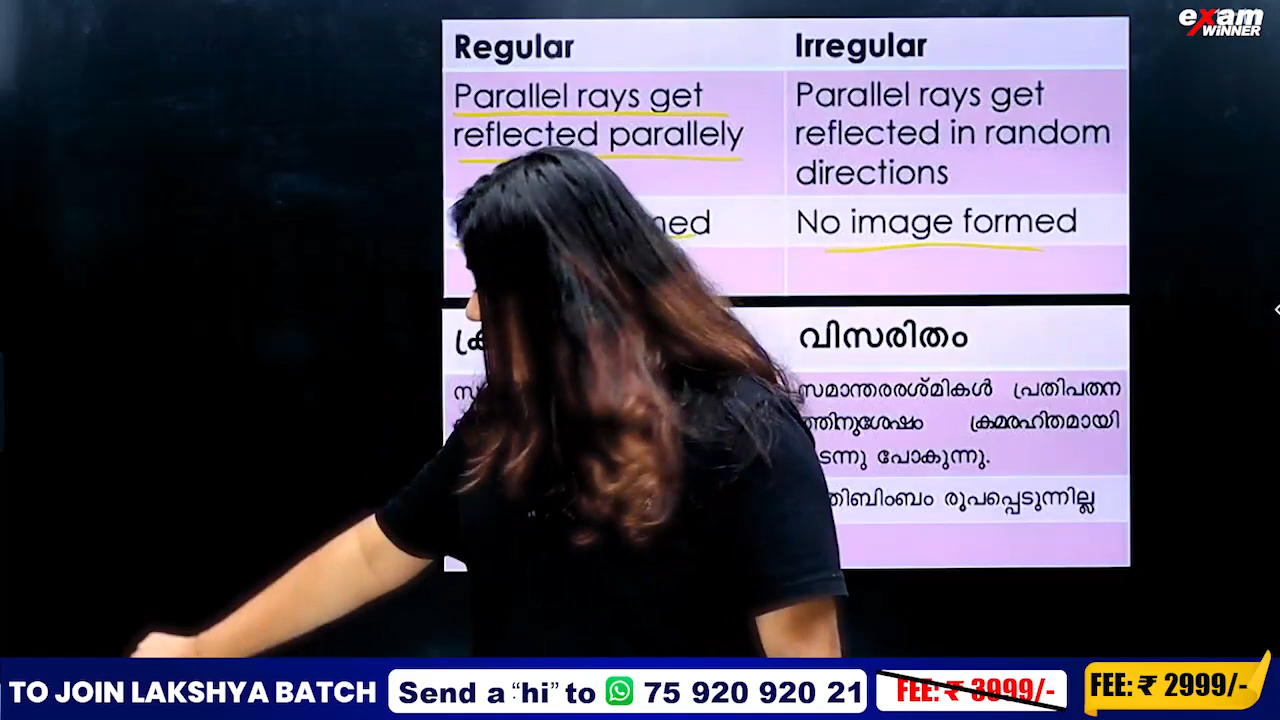 exam
WiNNER
Regular
Irregular
Parallel rays get
reflected parallely
Parallel rays get
reflected in random
directions
No image formed
വിസരിതം
സമാന്തരരശ്മികൾ പ്രതിപതന
ത്തിനുശേഷം ക്രമരഹിതമായി
പോകുന്നു.
രൂപപ്പെടുന്നില്ല
TO JOIN LAKSHYA BATCH
Send a “hi” to 75 920 920 21
FEE: ₹ 3999/-
FEE: ₹ 2999/-